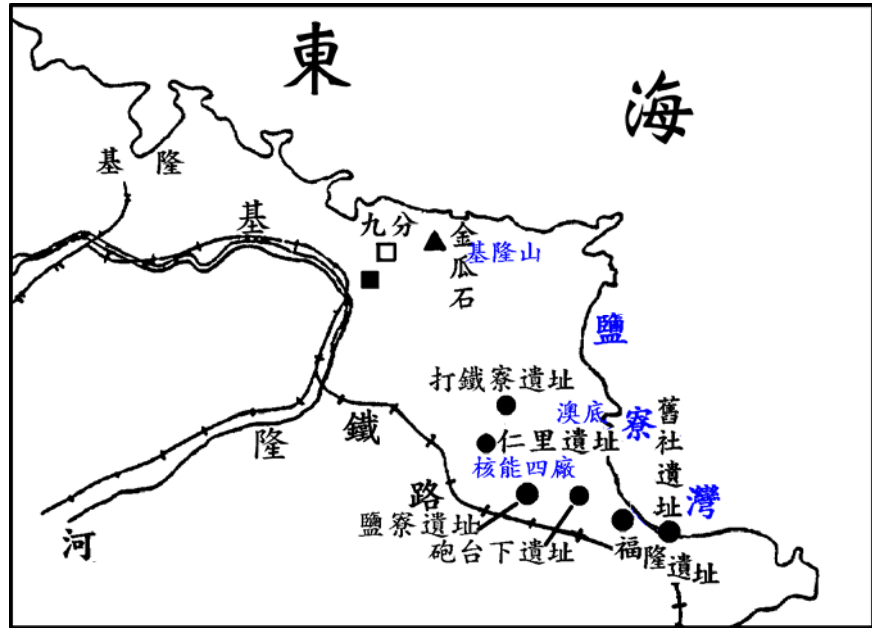 東海
基隆
基隆河
九分
金瓜石
基隆山
鹽寮灣
打鐵寮遺址
澳底
舊社遺址
仁里遺址
鐵路
核能四廠
鹽寮遺址
砲台下遺址
福隆遺址